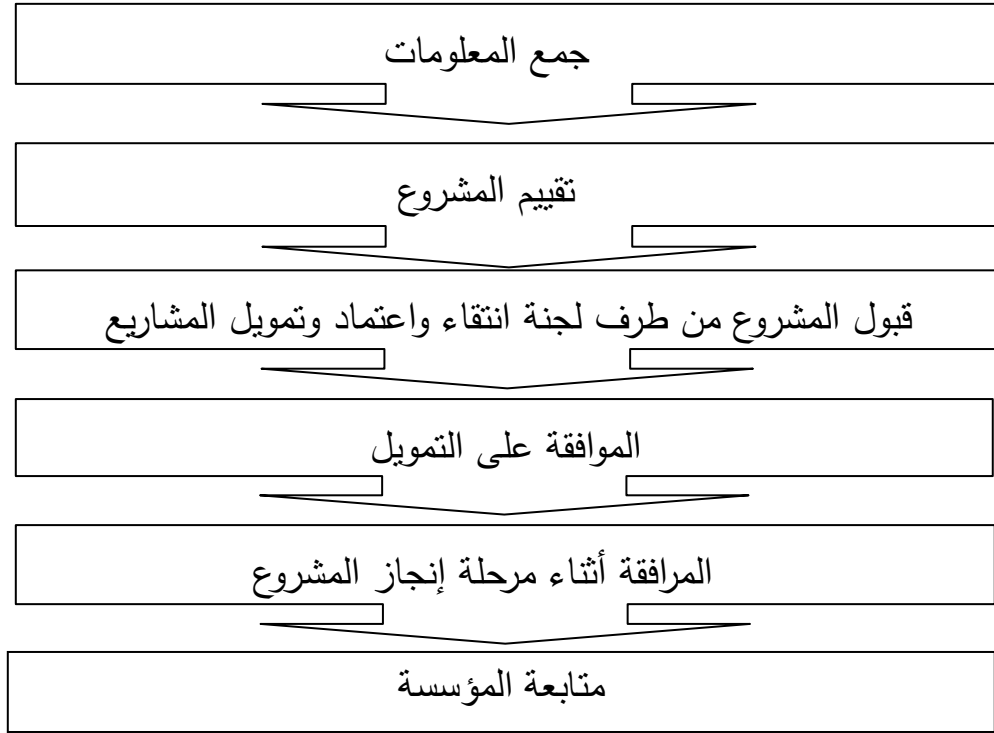 جمع المعلومات
تقييم المشروع
قبول المشروع من طرف لجنة انتقاء واعتماد وتمويل المشاريع
الموافقة على التمويل
المرافقة أثناء مرحلة إنجاز المشروع
متابعة المؤسسة